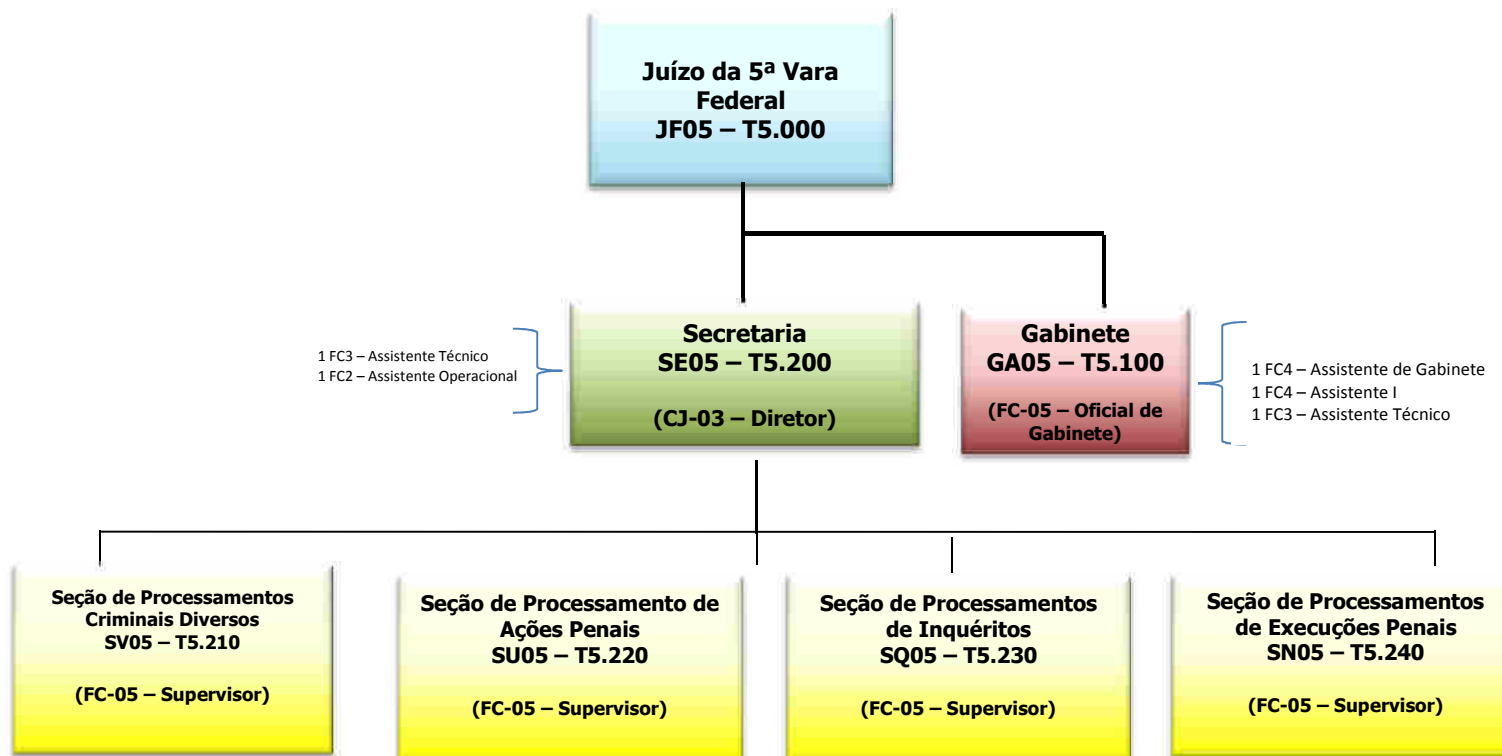 Juízo da 5ª Vara
Federal
JF05 – T5.000
1 FC3 – Assistente Técnico
1 FC2 – Assistente Operacional
Secretaria
SE05 – T5.200
(CJ-03 – Diretor)
Gabinete
GA05 – T5.100
(FC-05 – Oficial de
Gabinete)
1 FC4 – Assistente de Gabinete
1 FC4 – Assistente I
1 FC3 – Assistente Técnico
Seção de Processamentos
Criminais Diversos
SV05 – T5.210
(FC-05 – Supervisor)
Seção de Processamento de
Ações Penais
SU05 – T5.220
(FC-05 – Supervisor)
Seção de Processamentos
de Inquéritos
SQ05 – T5.230
(FC-05 – Supervisor)
Seção de Processamentos
de Execuções Penais
SN05 – T5.240
(FC-05 – Supervisor)